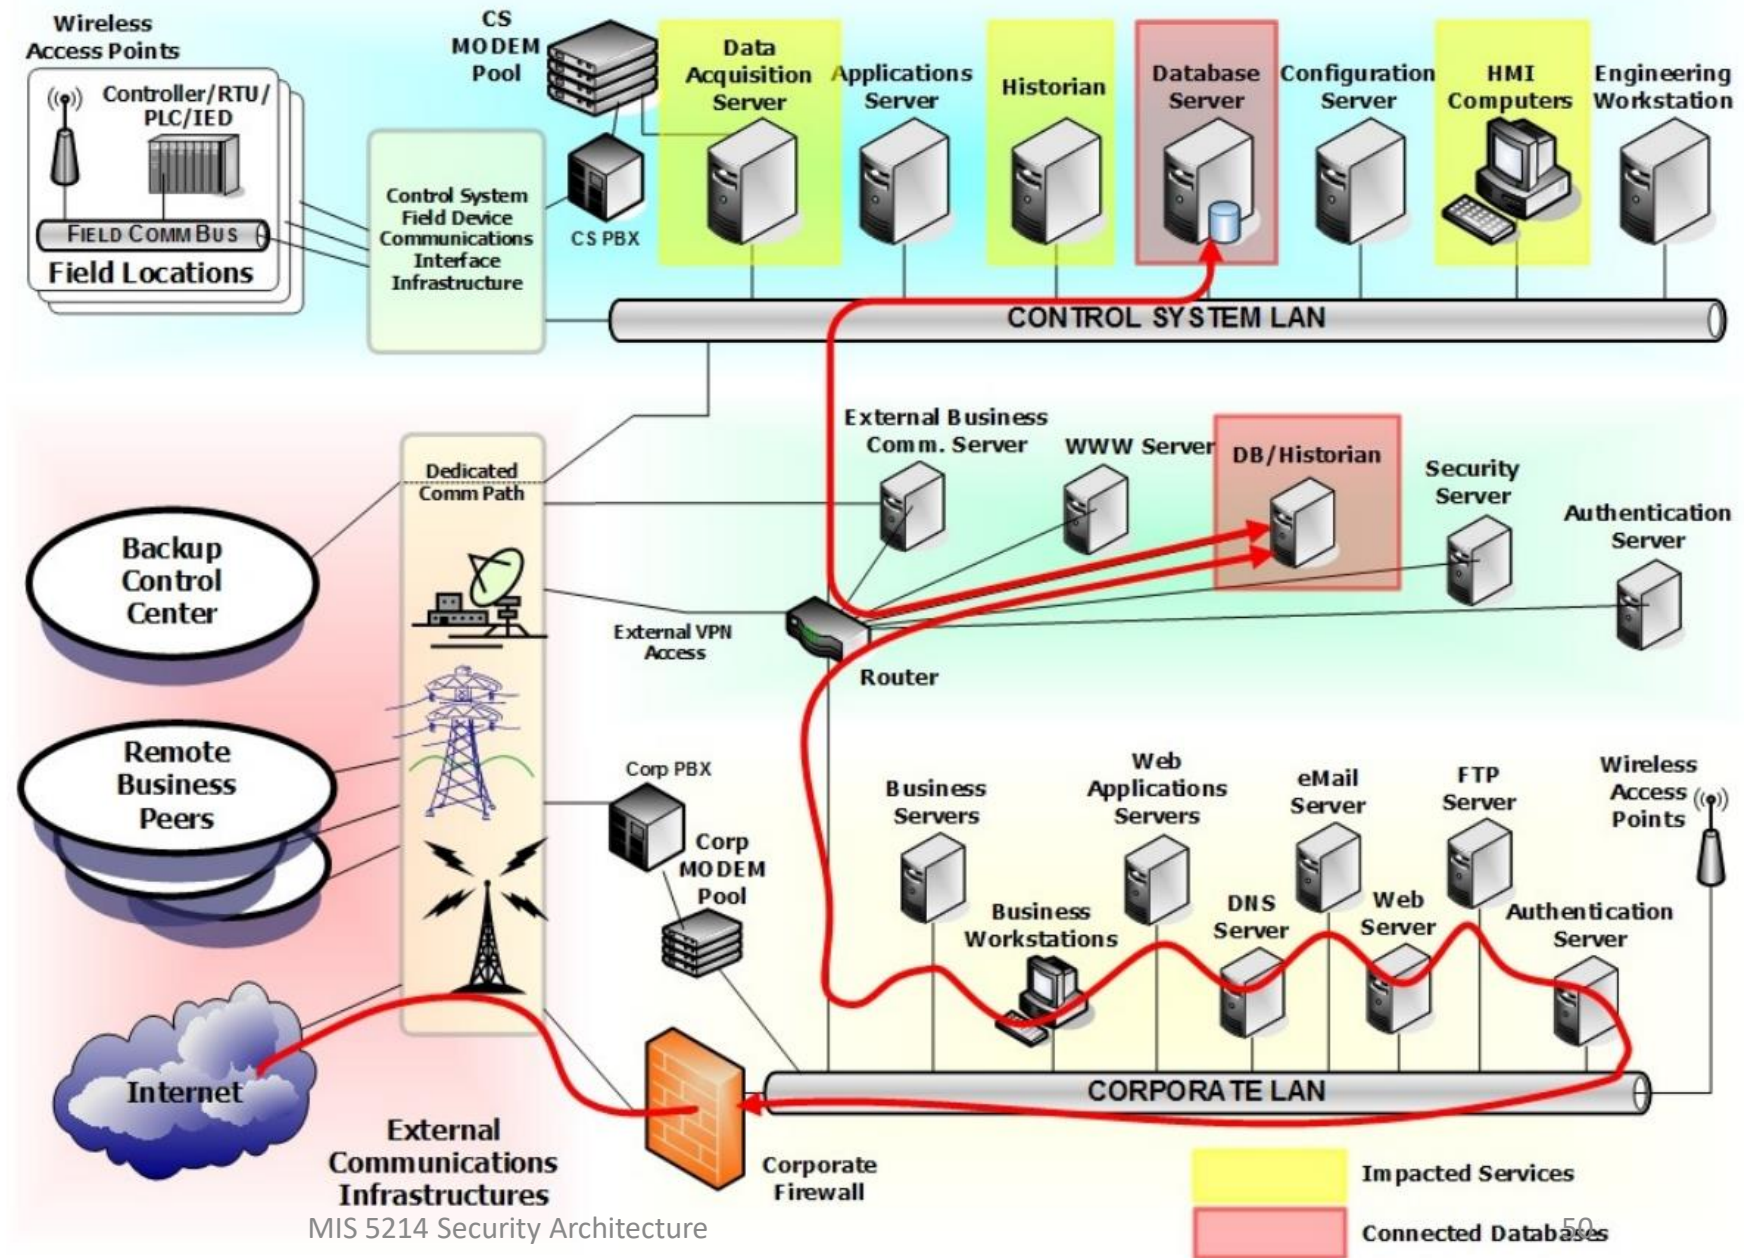 Wireless
Access Points
Controller/RTU/
PLC/IED
FIELD COMM BUS
Field Locations
Control System
Field Device
Communications
Interface
Infrastructure
CS
MODEM
Pool
CS PBX
Data
Acquisition
Server
Applications
Server
Historian
Database
Server
Configuration
Server
HMI
Computers
Engineering
Workstation
CONTROL SYSTEM LAN
External Business
Comm. Server
WWW Server
DB/Historian
Security
Server
Authentication
Server
Dedicated
Comm Path
Backup
Control
Center
External VPN
Access
Router
Remote
Business
Peers
Corp PBX
Corp
MODEM
Pool
Business
Servers
Business
Workstations
Web
Applications
Servers
DNS
Server
eMail
Server
Web
Server
FTP
Server
Authentication
Server
Wireless
Access
Points
Internet
CORPORATE LAN
External
Communications
Infrastructures
Corporate
Firewall
Impacted Services
Connected Databases
MIS 5214 Security Architecture
50